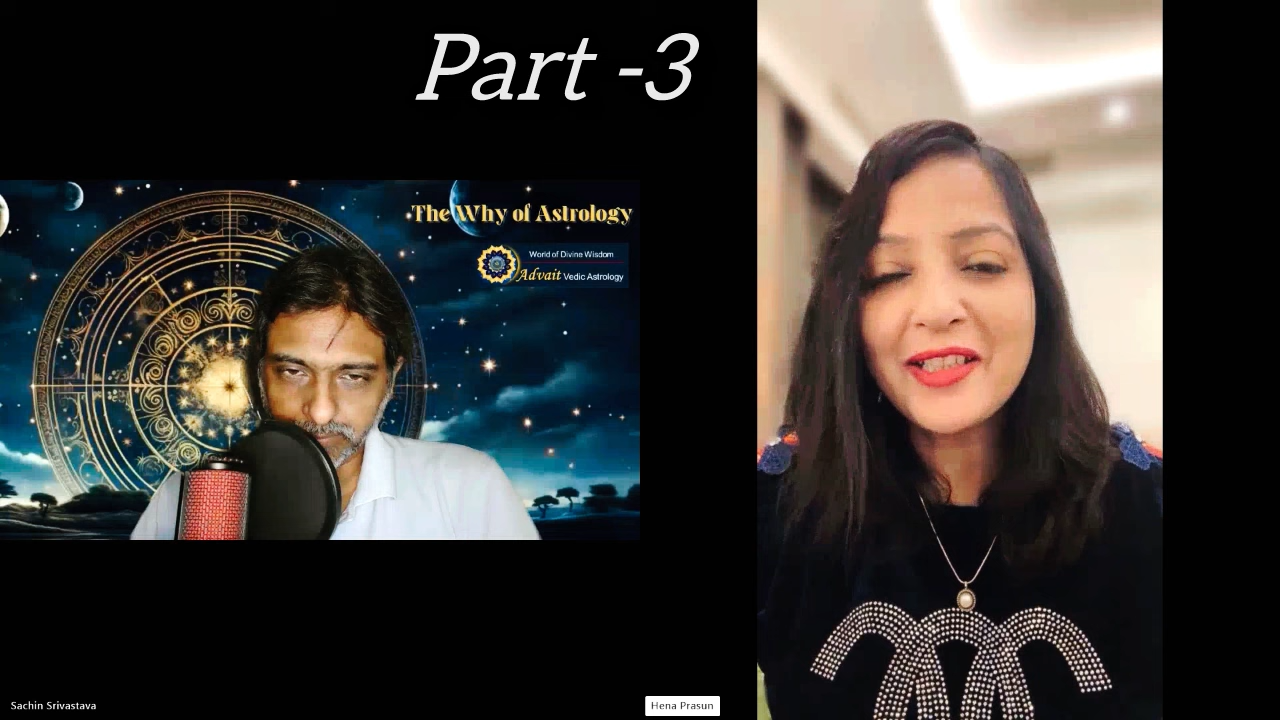 Part -3
The Why of Astrology
World of Divine Wisdom
Advait Vedic Astrology
Sachin Srivastava
Hena Prasun